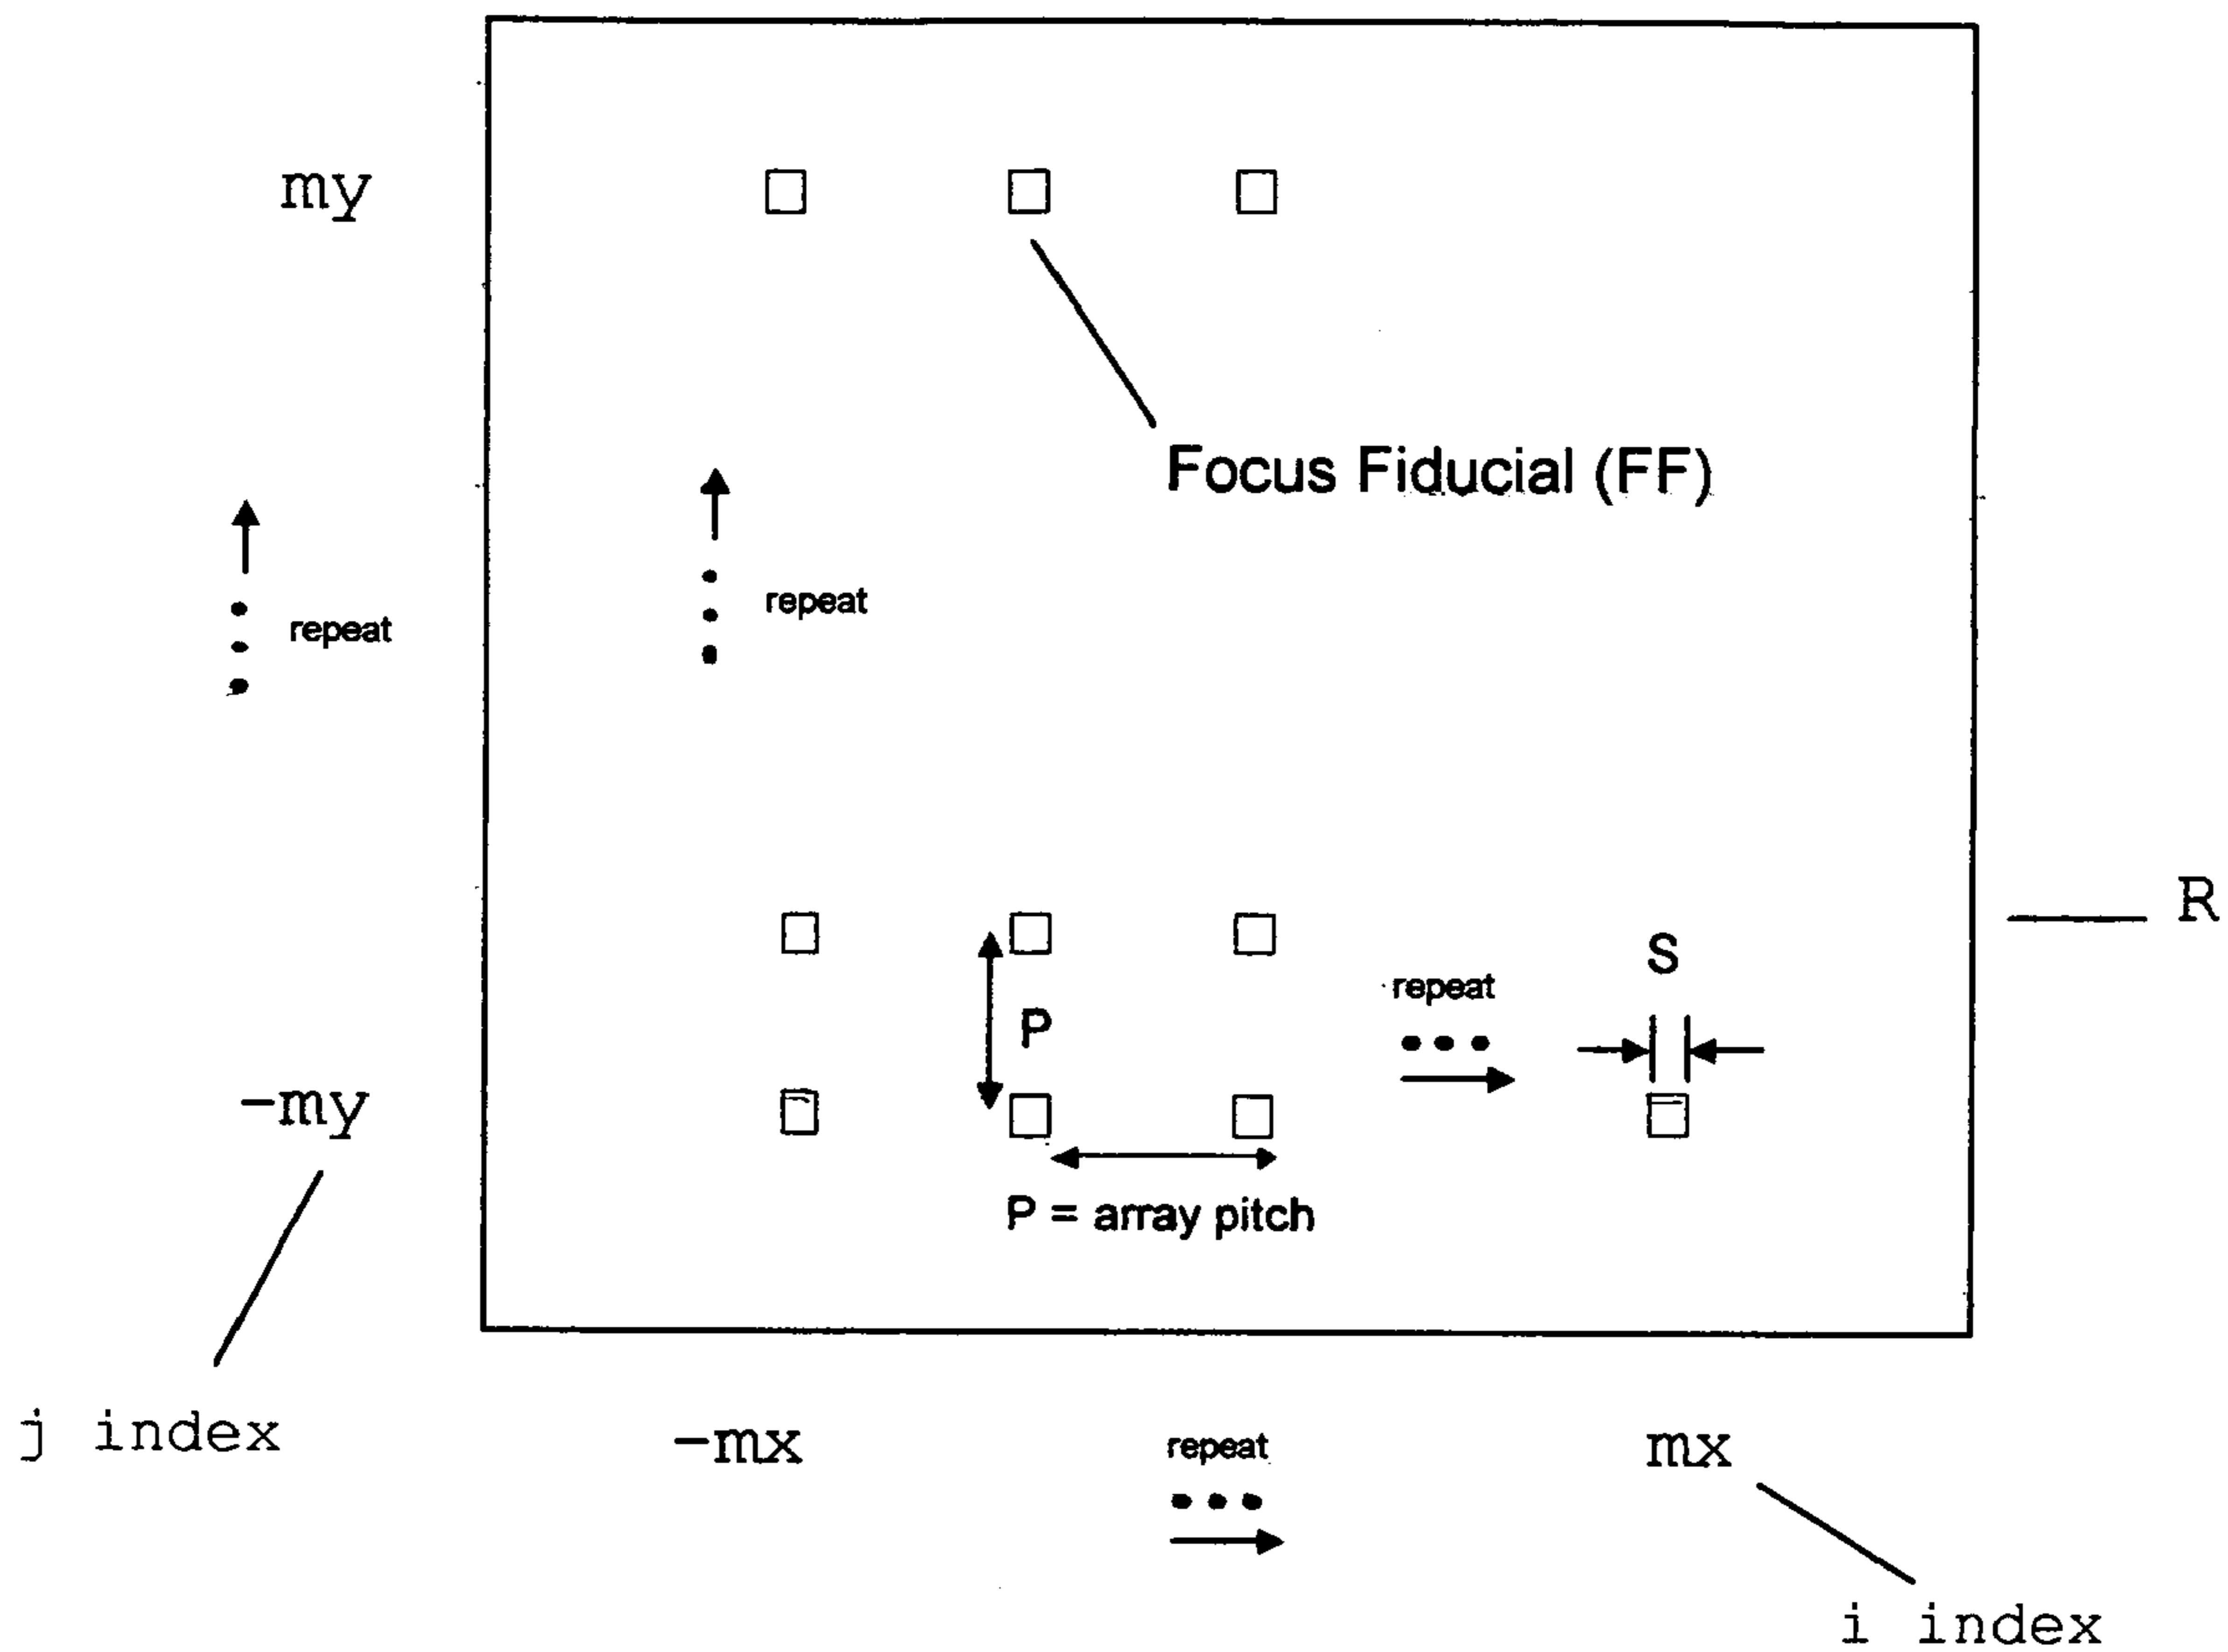 my
Focus Fiducial (FF)
repeat
repeat
R
S
repeat
P
-my
P = array pitch
j index
-mx
repeat
mx
i index